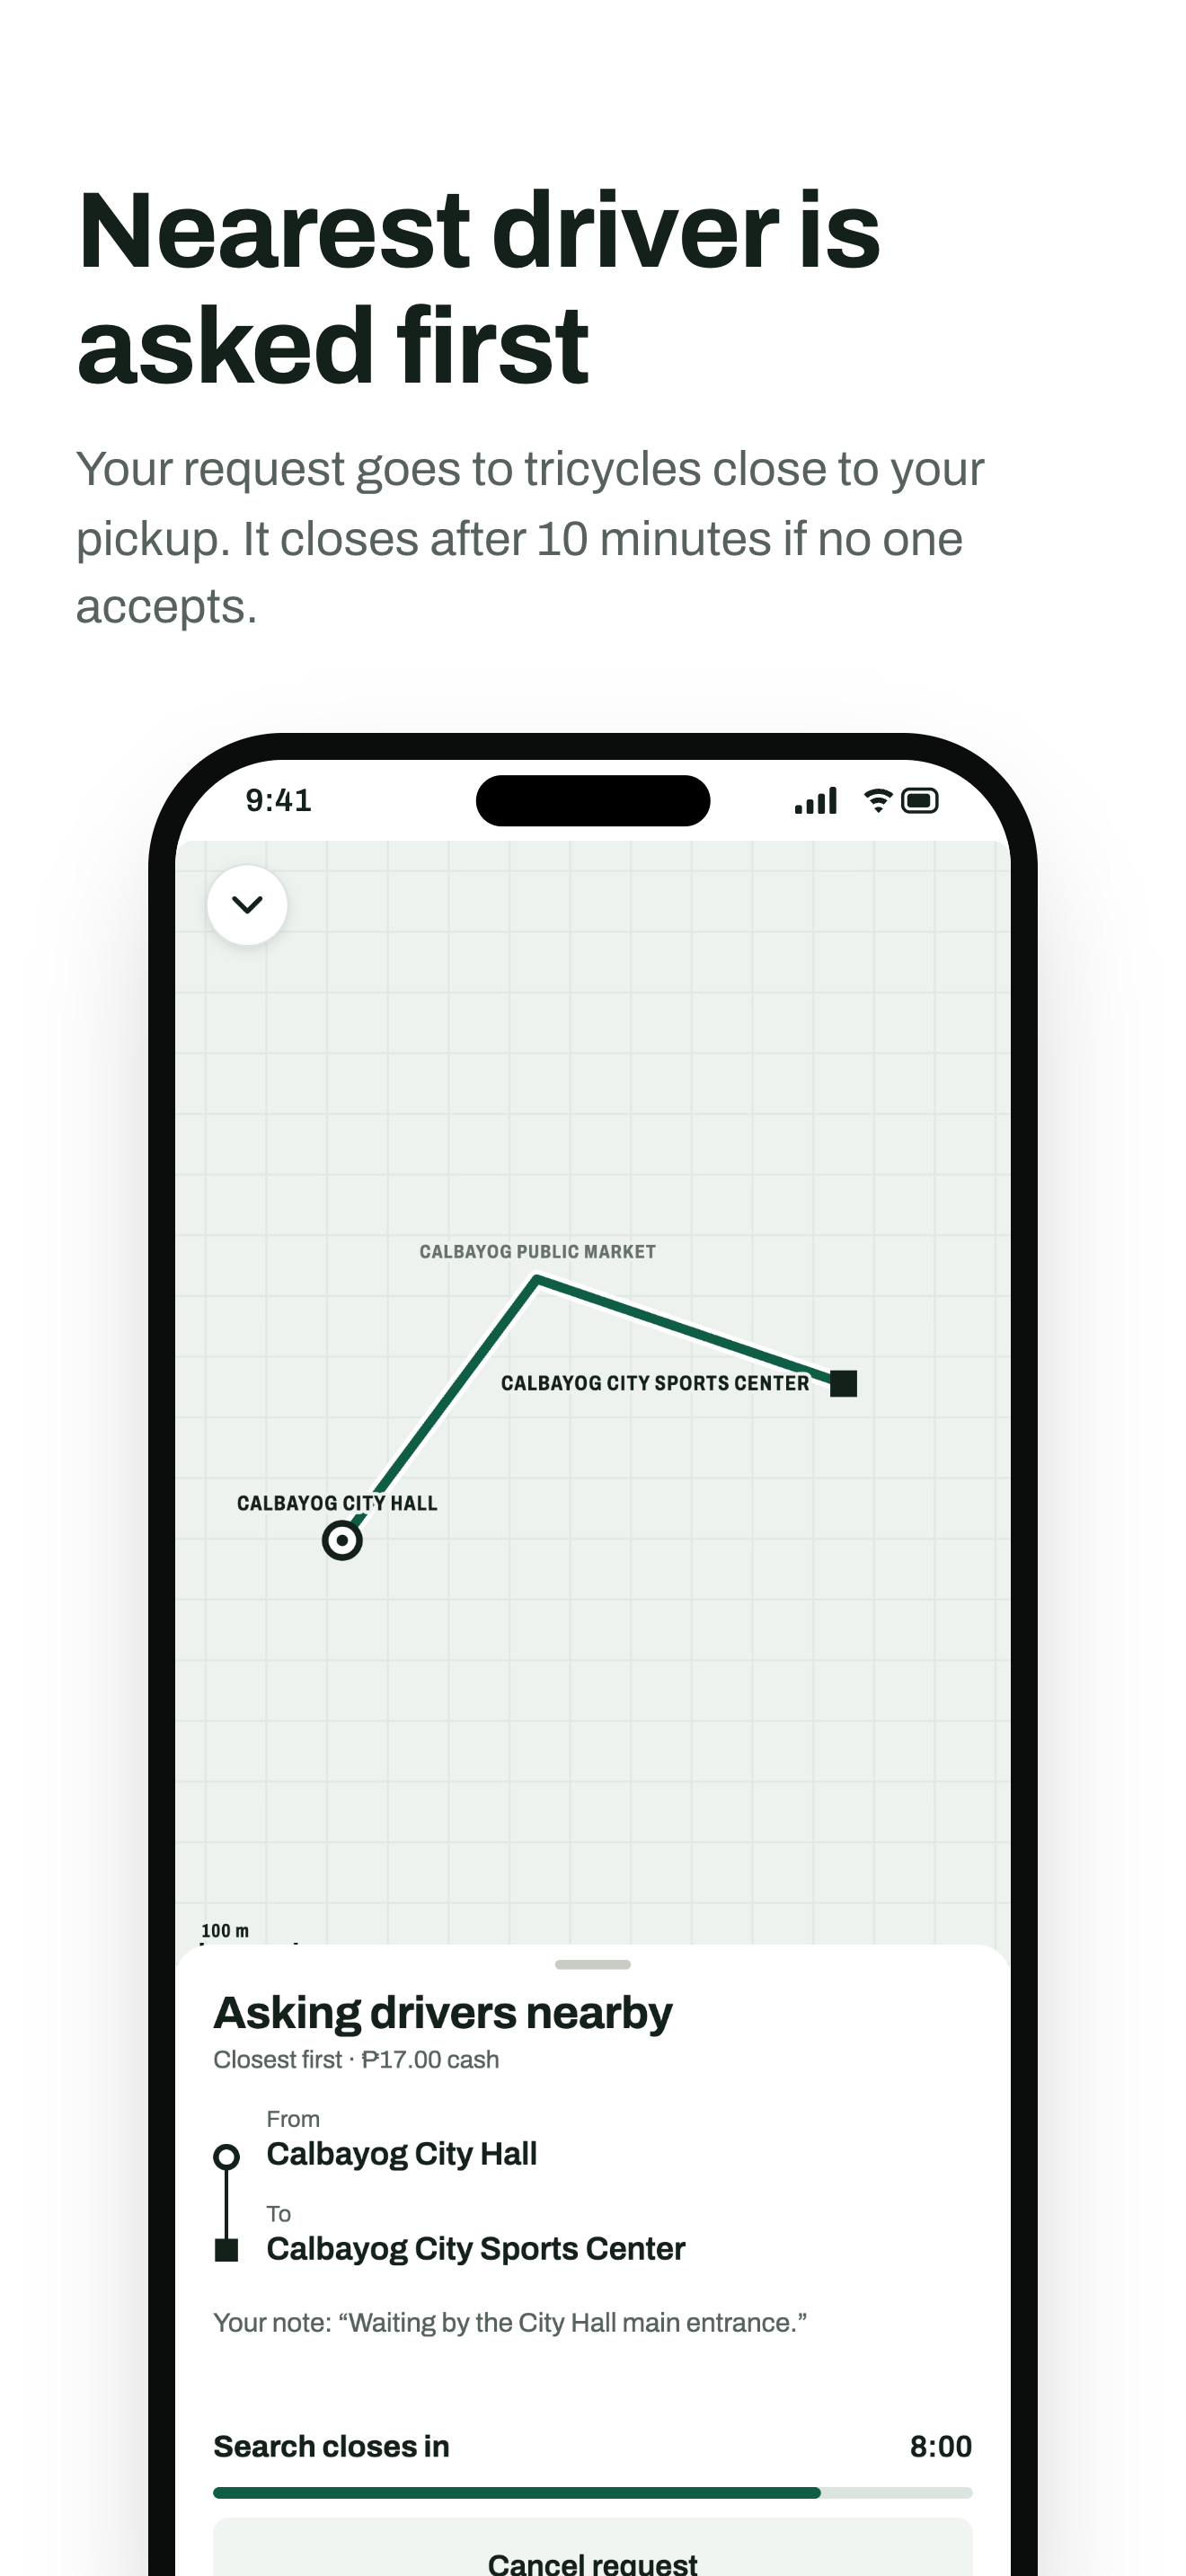 Nearest driver is
asked first
Your request goes to tricycles close to your
pickup. It closes after 10 minutes if no one
accepts.
9:41
CALBAYOG PUBLIC MARKET
CALBAYOG CITY SPORTS CENTER
CALBAYOG CITY HALL
100 m
Asking drivers nearby
Closest first · ₱17.00 cash
From
Calbayog City Hall
To
Calbayog City Sports Center
Your note: “Waiting by the City Hall main entrance.”
Search closes in 8:00
Cancel request